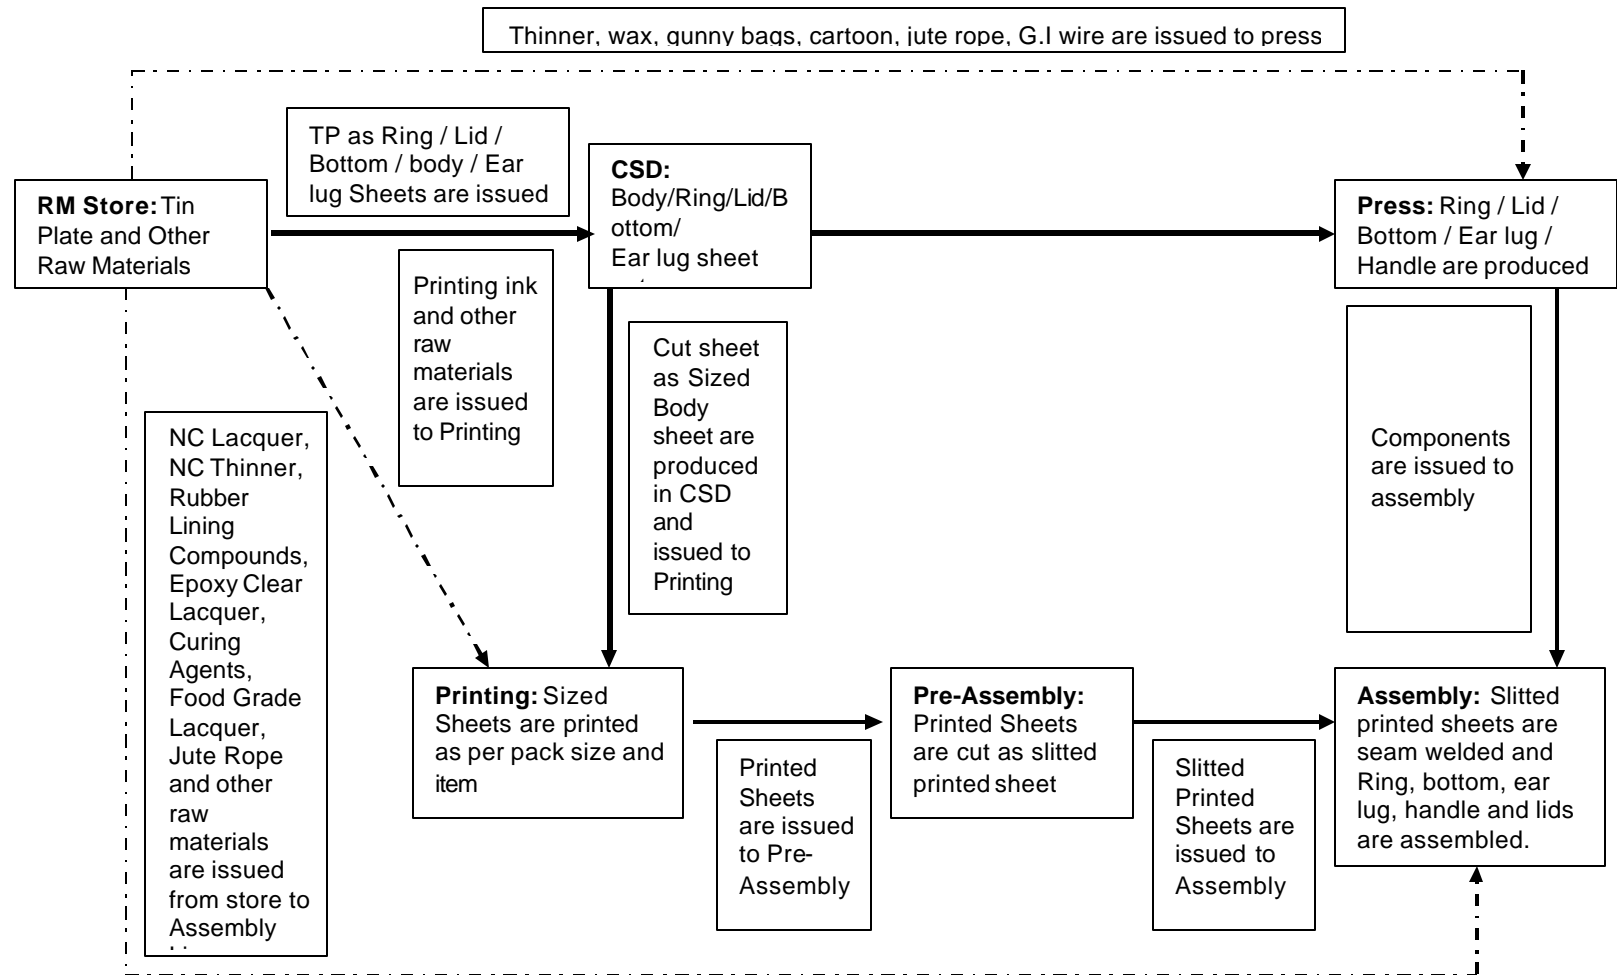 Thinner, wax, gunny bags, cartoon, jute rope, G.I wire are issued to press
TP as Ring / Lid /
Bottom / body / Ear
lug Sheets are issued
CSD:
Body/Ring/Lid/B
ottom/
Ear lug sheet
RM Store: Tin
Plate and Other
Raw Materials
Press: Ring / Lid /
Bottom / Ear lug /
Handle are produced
Printing ink
and other
raw
materials
are issued
to Printing
Cut sheet
as Sized
Body
sheet are
produced
in CSD
and
issued to
Printing
Components
are issued to
assembly
NC Lacquer,
NC Thinner,
Rubber
Lining
Compounds,
Epoxy Clear
Lacquer,
Curing
Agents,
Food Grade
Lacquer,
Jute Rope
and other
raw
materials
are issued
from store to
Assembly
Printing: Sized
Sheets are printed
as per pack size and
item
Printed
Sheets
are issued
to Pre-
Assembly
Pre-Assembly:
Printed Sheets
are cut as slitted
printed sheet
Slitted
Printed
Sheets are
issued to
Assembly
Assembly: Slitted
printed sheets are
seam welded and
Ring, bottom, ear
lug, handle and lids
are assembled.